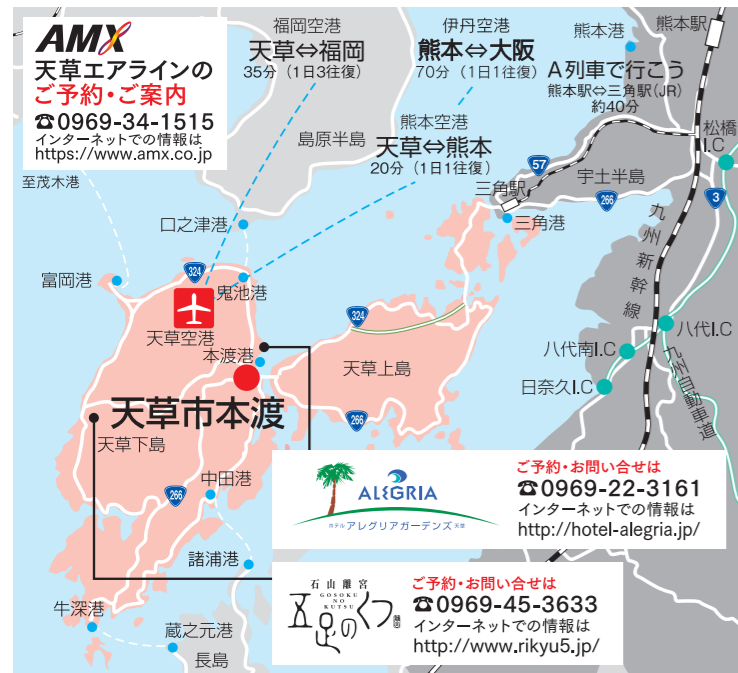 AMX
天草エアラインの
ご予約・ご案内
☎0969-34-1515
インターネットでの情報は
https://www.amx.co.jp
福岡空港
天草⇔福岡
35分（1日3往復）
伊丹空港
熊本⇔大阪
70分（1日1往復）
熊本港
熊本駅
A列車で行こう
熊本駅⇔三角駅（JR）
約40分
熊本空港
天草⇔熊本
20分（1日1往復）
島原半島
松橋
I.C
57
三角駅
宇土半島
266
3
三角港
至茂木港
口之津港
九州新幹線
富岡港
324
鬼池港
天草空港
324
本渡港
天草上島
八代I.C
八代南I.C
日奈久I.C
九州自動車道
天草市本渡
天草下島
266
266
中田港
諸浦港
牛深港
蔵之元港
長島
ALEGRIA
ホテル アレグリアガーデンズ 天草
ご予約・お問い合せは
☎0969-22-3161
インターネットでの情報は
http://hotel-alegria.jp/
石山離宮
GOSOKU
NO
KUTSU
五足のくつ
ご予約・お問い合せは
☎0969-45-3633
インターネットでの情報は
http://www.rikyu5.jp/